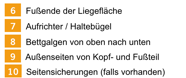 6 Fußende der Liegefläche
7 Aufrichter / Haltebügel
8 Bettgalgen von oben nach unten
9 Außenseiten von Kopf- und Fußteil
10 Seitensicherungen (falls vorhanden)